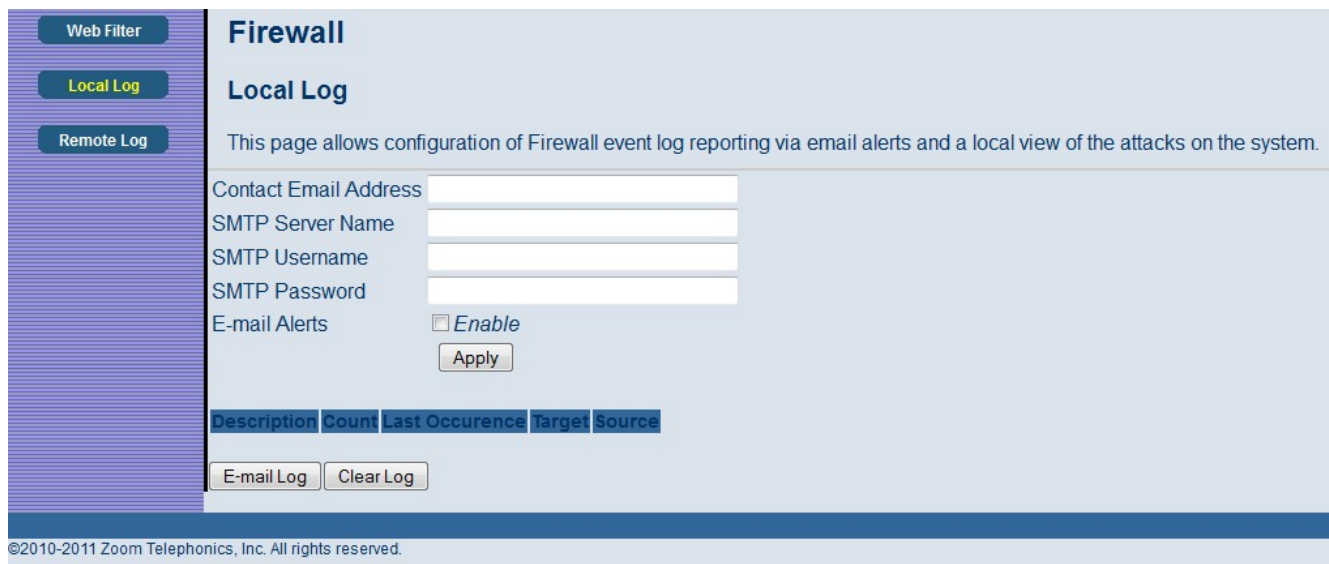 Web Filter
Local Log
Remote Log
Firewall
Local Log
This page allows configuration of Firewall event log reporting via email alerts and a local view of the attacks on the system.
Contact Email Address
SMTP Server Name
SMTP Username
SMTP Password
E-mail Alerts Enable
Apply
Description Count Last Occurence Target Source
E-mail Log Clear Log
©2010-2011 Zoom Telephonics, Inc. All rights reserved.